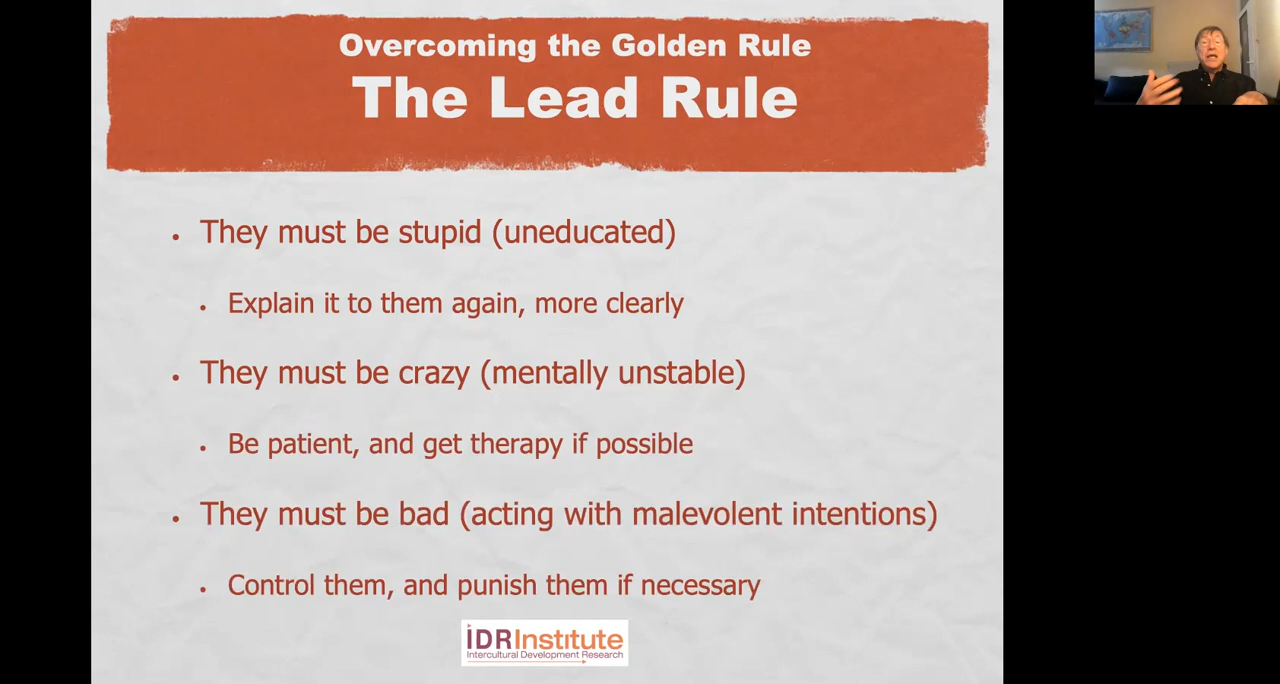 Overcoming the Golden Rule
The Lead Rule
• They must be stupid (uneducated)
• Explain it to them again, more clearly
• They must be crazy (mentally unstable)
• Be patient, and get therapy if possible
• They must be bad (acting with malevolent intentions)
• Control them, and punish them if necessary
IDRInstitute
Intercultural Development Research